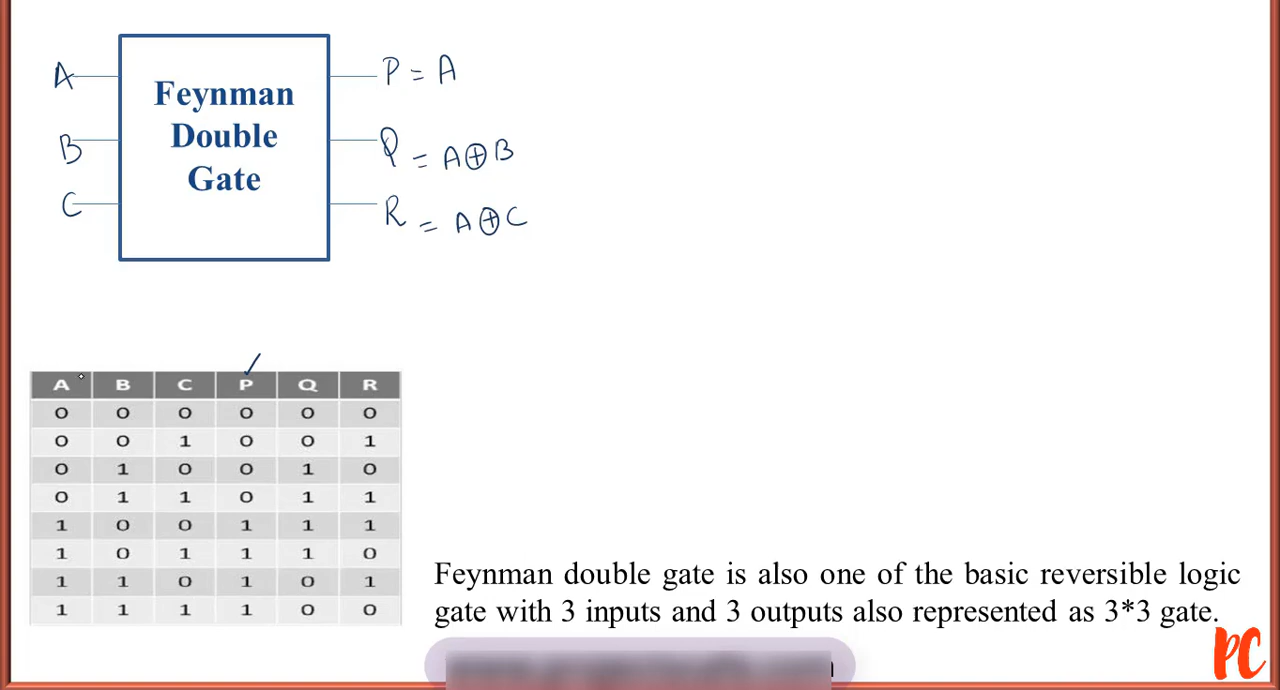 A
B
C
Feynman
Double
Gate
P = A
Q = A⊕B
R = A⊕C
A B C P Q R
0 0 0 0 0 0
0 0 1 0 0 1
0 1 0 0 1 0
0 1 1 0 1 1
1 0 0 1 1 1
1 0 1 1 1 0
1 1 0 1 0 1
1 1 1 1 0 0
Feynman double gate is also one of the basic reversible logic
gate with 3 inputs and 3 outputs also represented as 3*3 gate.
PC